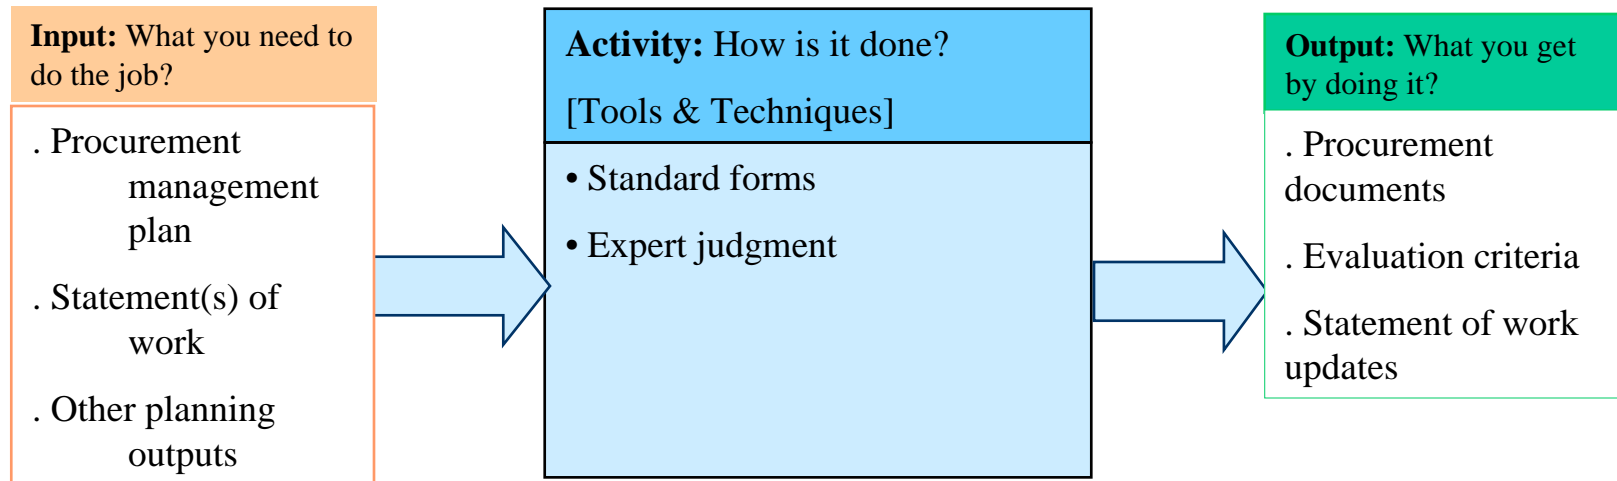 Input: What you need to
do the job?
. Procurement
management
plan
. Statement(s) of
work
. Other planning
outputs
Activity: How is it done?
[Tools & Techniques]
• Standard forms
• Expert judgment
Output: What you get
by doing it?
. Procurement
documents
. Evaluation criteria
. Statement of work
updates